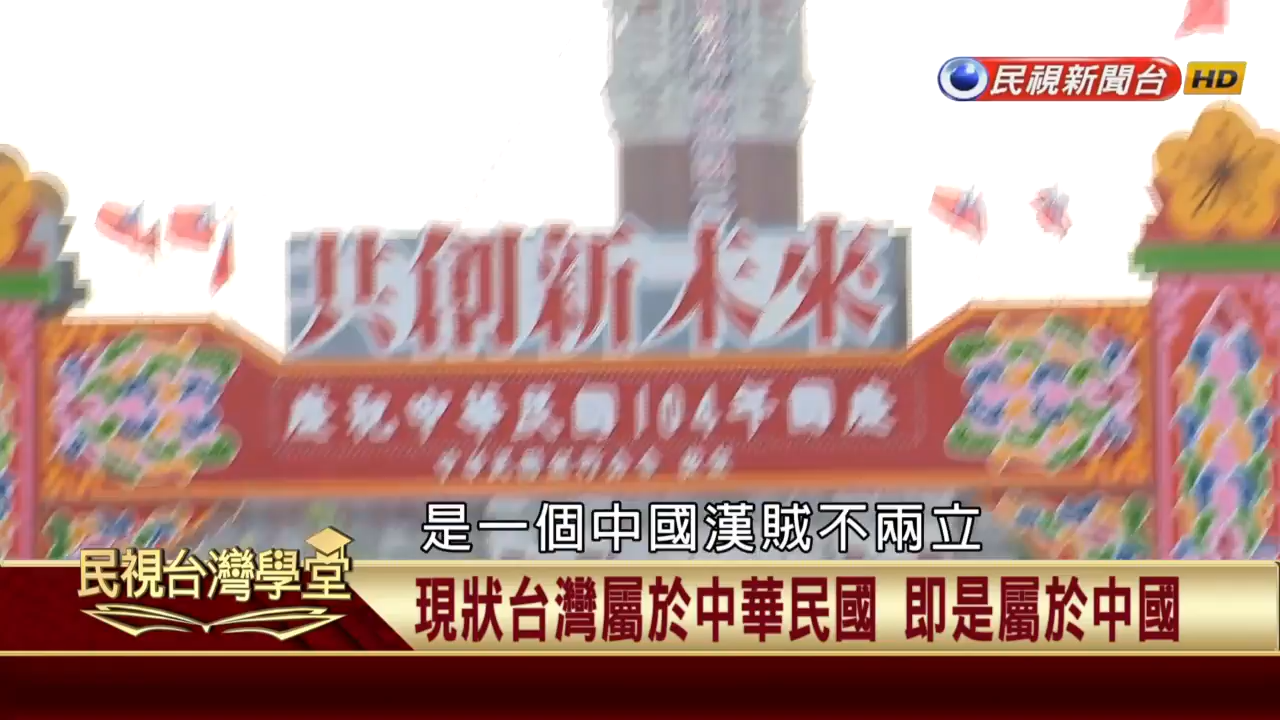 民視新聞台 HD
共創新未來
慶祝中華民國104年國慶
是一個中國漢賊不兩立
民視台灣學堂
現狀台灣屬於中華民國 即是屬於中國